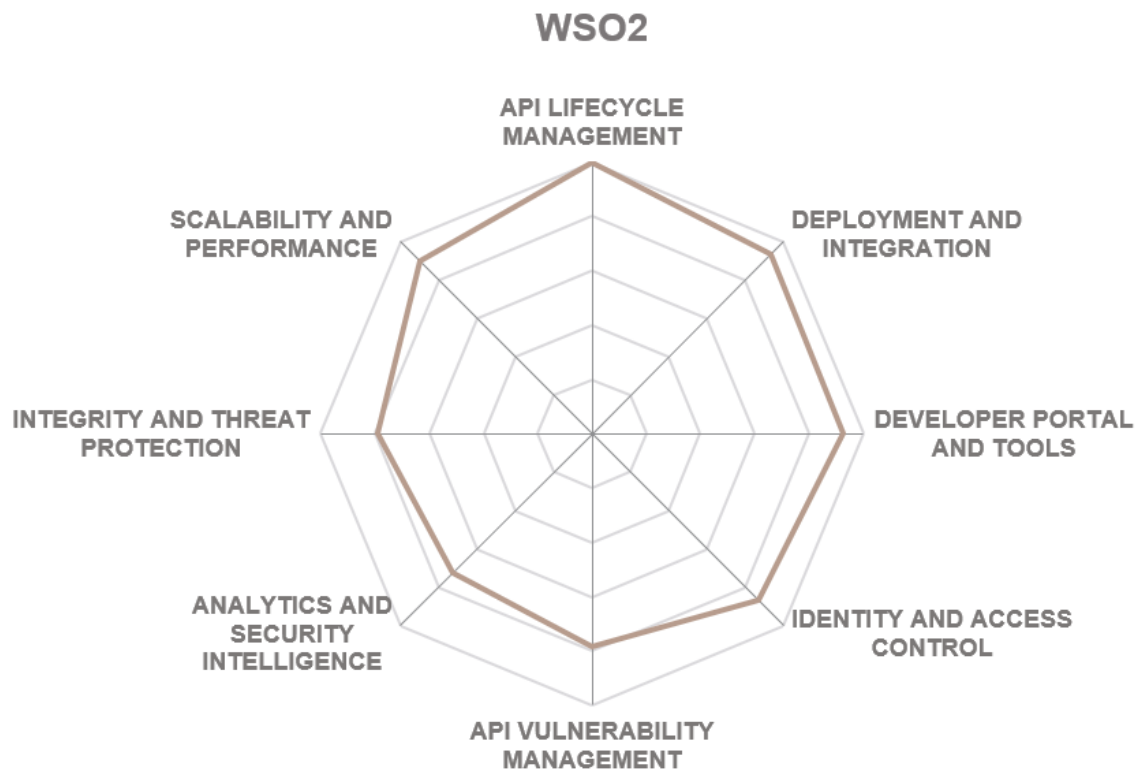 WSO2
API LIFECYCLE
MANAGEMENT
SCALABILITY AND
PERFORMANCE
DEPLOYMENT AND
INTEGRATION
INTEGRITY AND THREAT
PROTECTION
DEVELOPER PORTAL
AND TOOLS
ANALYTICS AND
SECURITY
INTELLIGENCE
IDENTITY AND ACCESS
CONTROL
API VULNERABILITY
MANAGEMENT